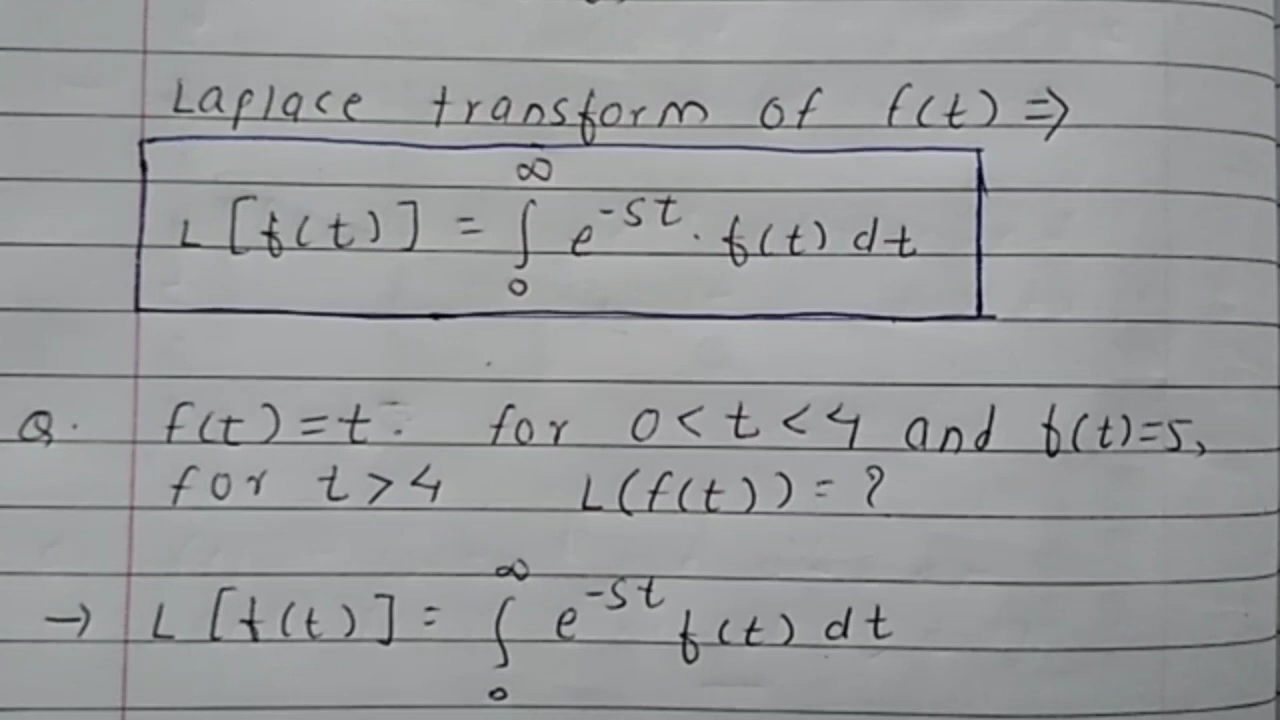 Laplace transform of f(t) ⇒
L [f(t)] = ∫₀^∞ e^{-st} . f(t) dt
Q. f(t) = t : for 0 < t < 4 and f(t)=5,
for t > 4 L(f(t)) = ?
→ L [f(t)] = ∫₀^∞ e^{-st} f(t) dt